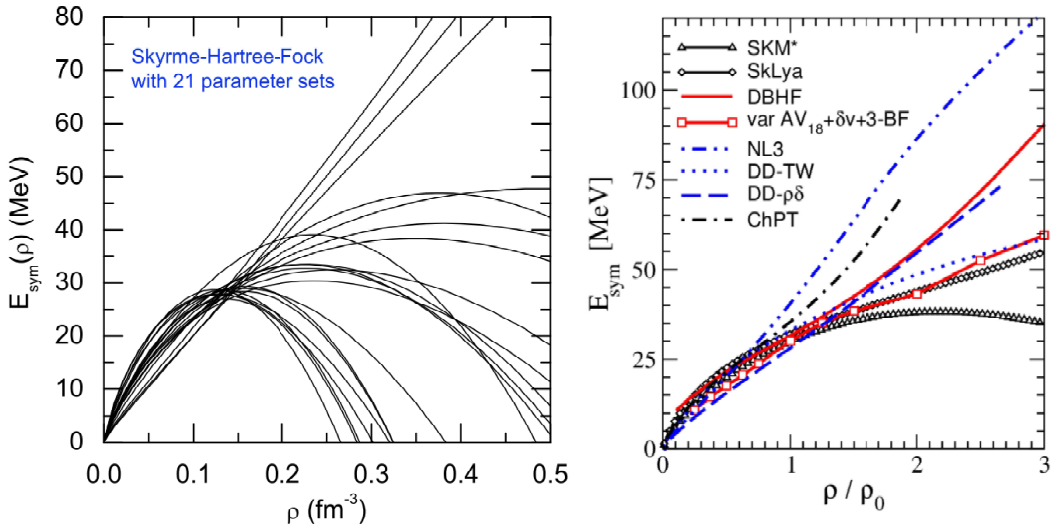 Skyrme-Hartree-Fock
with 21 parameter sets
E_sym(ρ) (MeV)
80
70
60
50
40
30
20
10
0
0.0 0.1 0.2 0.3 0.4 0.5
ρ (fm⁻³)
SKM*
SkLya
DBHF
var AV₁₈+δv+3-BF
NL3
DD-TW
DD-ρδ
ChPT
E_sym [MeV]
100
75
50
25
0
0 1 2 3
ρ / ρ₀